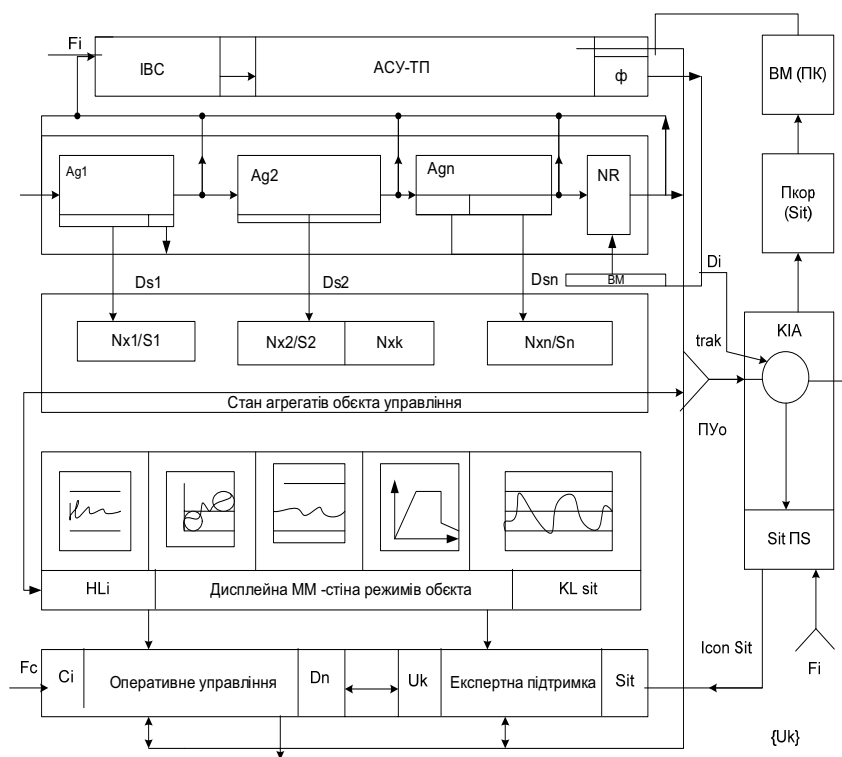 Fi
ІВС
АСУ-ТП
ф
ВМ (ПК)
Ag1
Ag2
Agn
NR
Пкор
(Sit)
Ds1
Ds2
Dsn
ВМ
Di
Nx1/S1
Nx2/S2
Nxk
Nxn/Sn
trak
КІА
Стан агрегатів обєкта управління
ПУо
Sit ПS
HLi
Дисплейна ММ -стіна режимів обєкта
KL sit
Icon Sit
Fi
Fc
Ci
Оперативне управління
Dn
Uk
Експертна підтримка
Sit
{Uk}